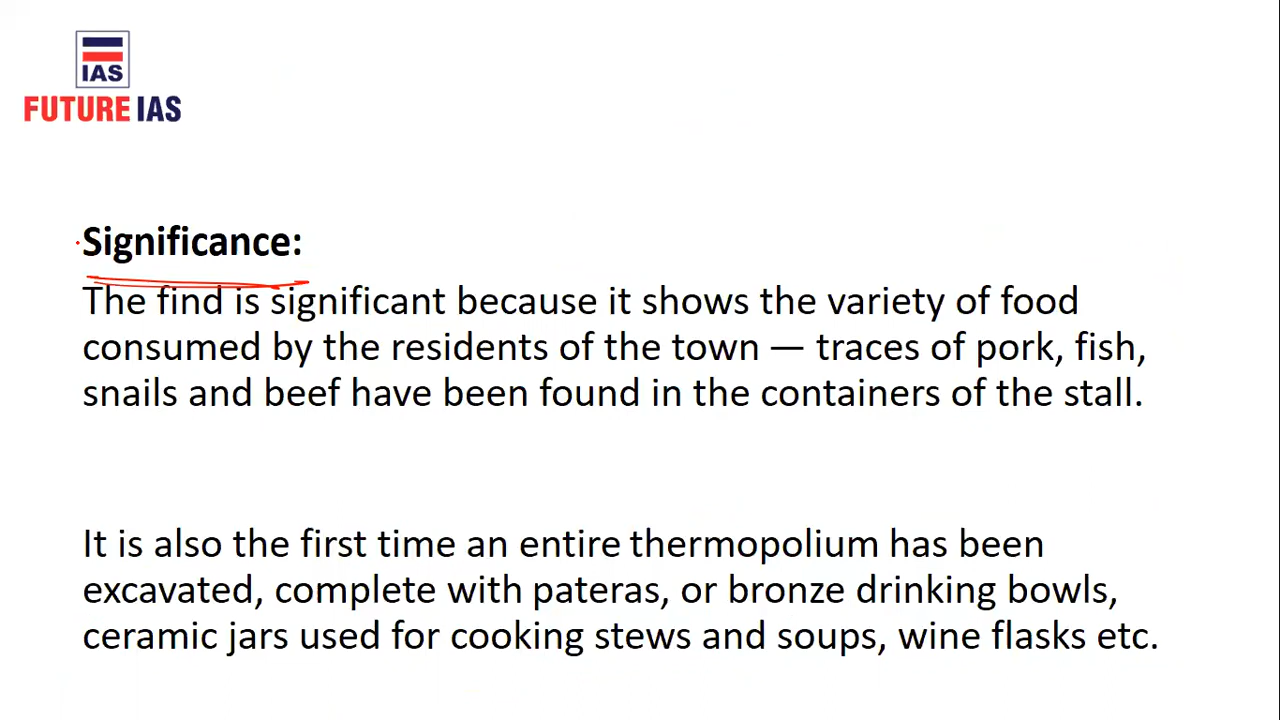 IAS
FUTURE IAS
Significance:
The find is significant because it shows the variety of food
consumed by the residents of the town — traces of pork, fish,
snails and beef have been found in the containers of the stall.
It is also the first time an entire thermopolium has been
excavated, complete with pateras, or bronze drinking bowls,
ceramic jars used for cooking stews and soups, wine flasks etc.